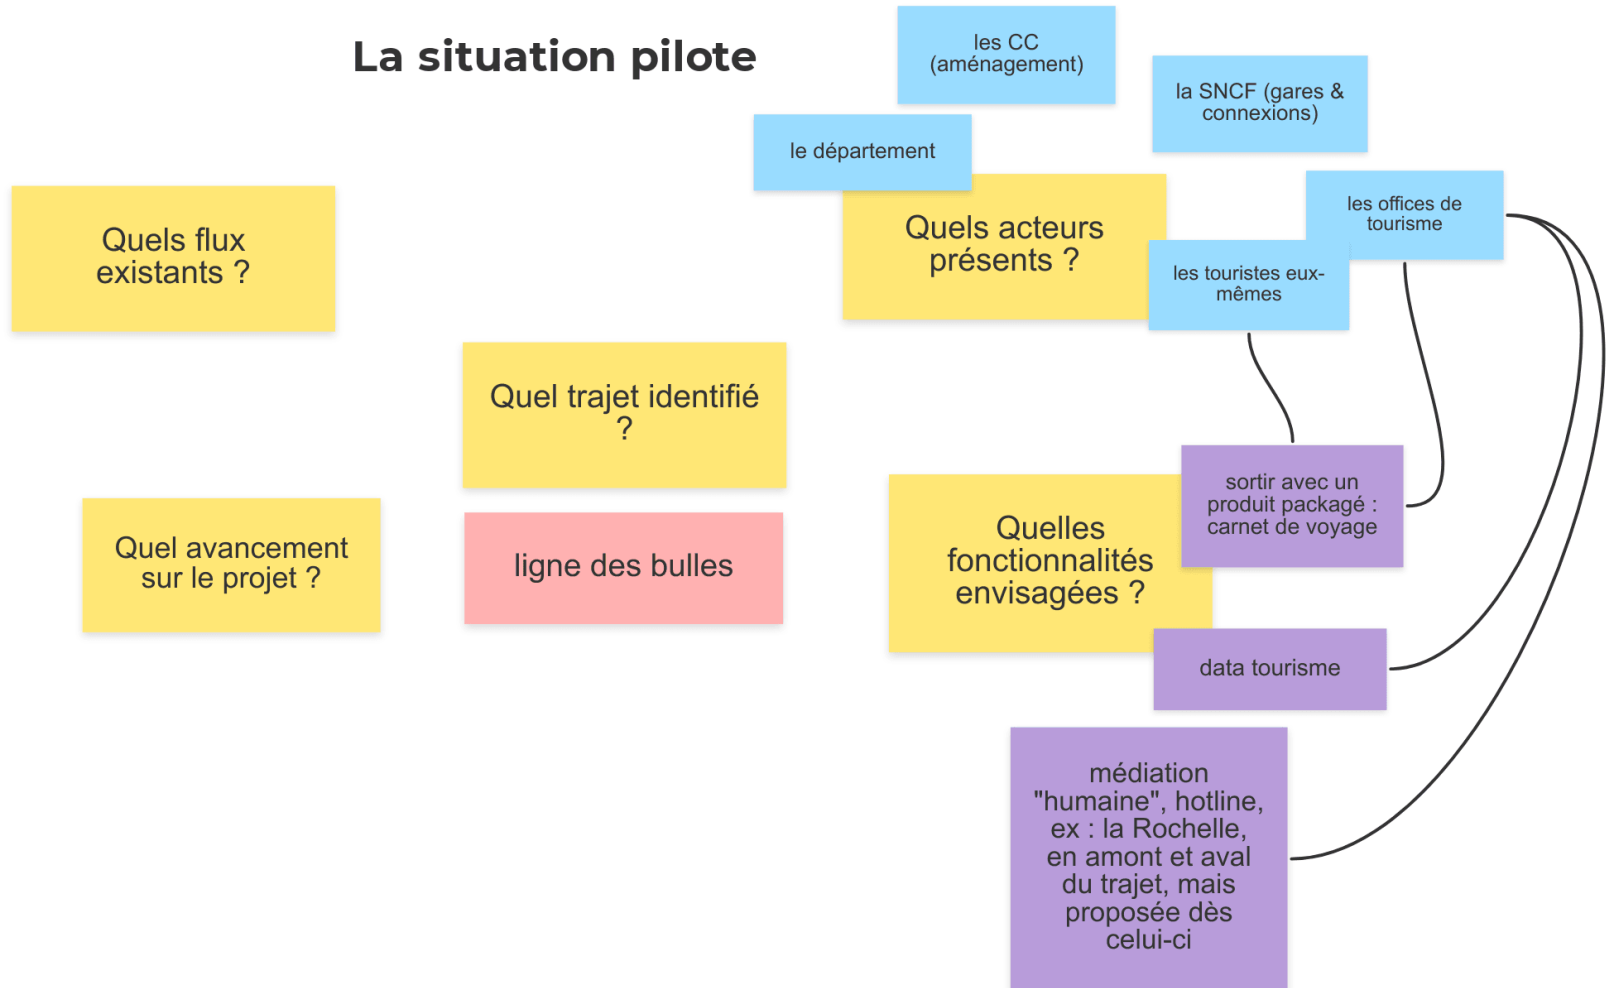 La situation pilote
les CC
(aménagement)
la SNCF (gares &
connexions)
le département
Quels flux
existants ?
Quels acteurs
présents ?
les offices de
tourisme
les touristes eux-
mêmes
Quel trajet identifié
?
sortir avec un
produit packagé :
carnet de voyage
Quel avancement
sur le projet ?
ligne des bulles
Quelles
fonctionnalités
envisagées ?
data tourisme
médiation
"humaine", hotline,
ex : la Rochelle,
en amont et aval
du trajet, mais
proposée dès
celui-ci